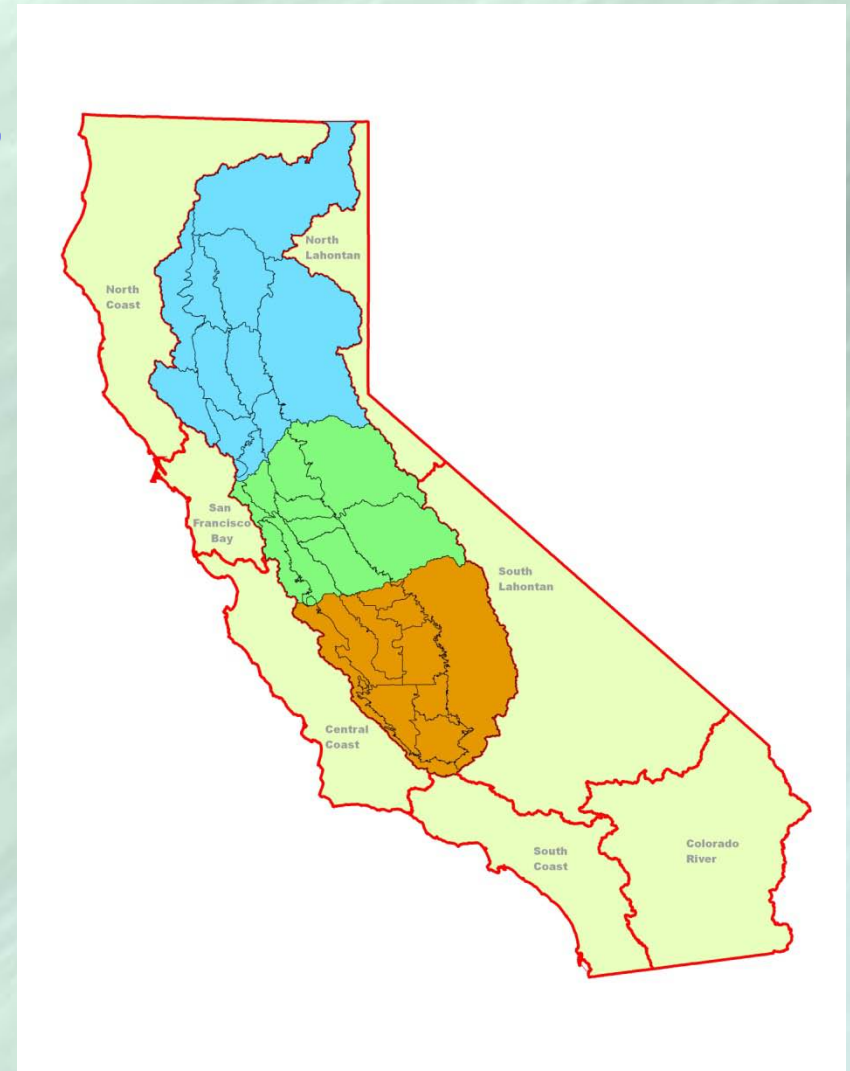 North
Lahontan
North
Coast
San
Francisco
Bay
South
Lahontan
Central
Coast
South
Coast
Colorado
River